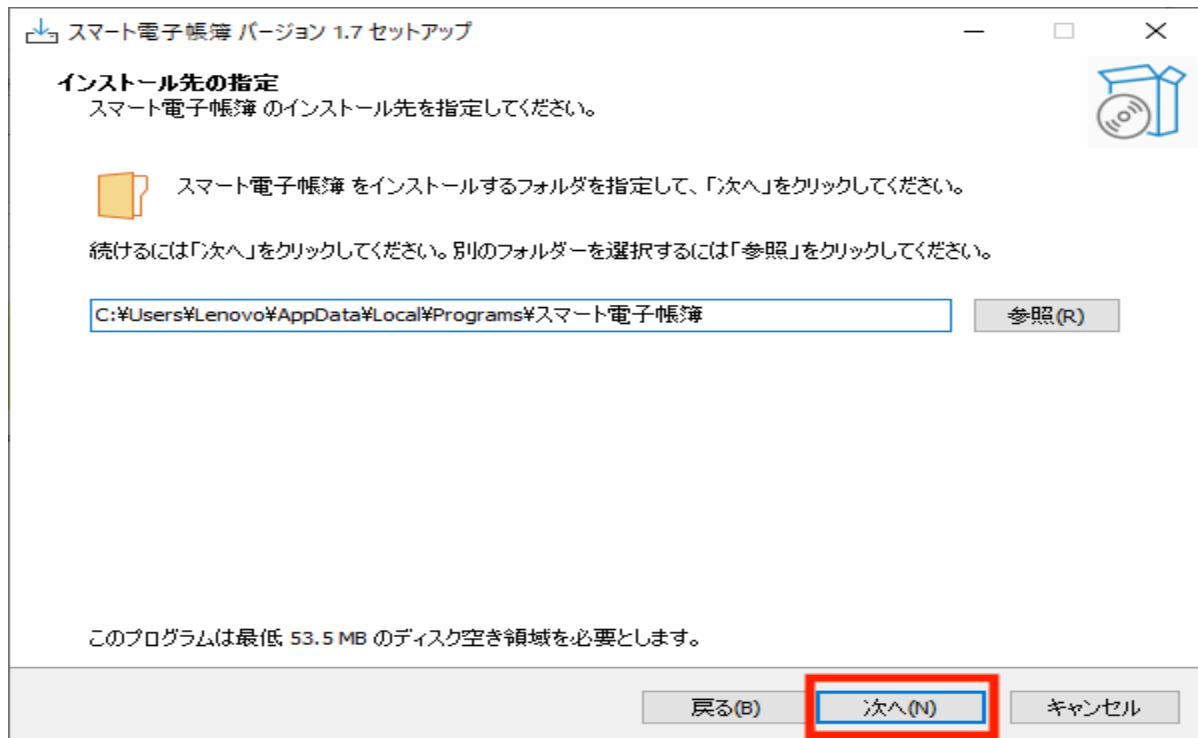 スマート電子帳簿 バージョン 1.7 セットアップ
インストール先の指定
スマート電子帳簿 のインストール先を指定してください。
スマート電子帳簿 をインストールするフォルダを指定して、「次へ」をクリックしてください。
続けるには「次へ」をクリックしてください。別のフォルダーを選択するには「参照」をクリックしてください。
C:¥Users¥Lenovo¥AppData¥Local¥Programs¥スマート電子帳簿
参照(R)
このプログラムは最低 53.5 MB のディスク空き領域を必要とします。
戻る(B) 次へ(N) キャンセル